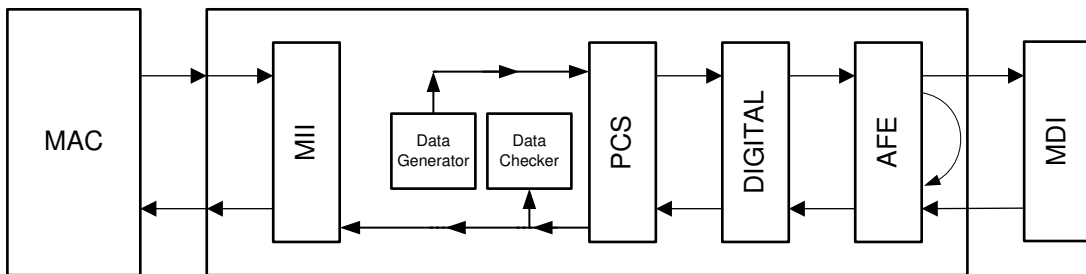 MAC
MII
Data
Generator
Data
Checker
PCS
DIGITAL
AFE
MDI